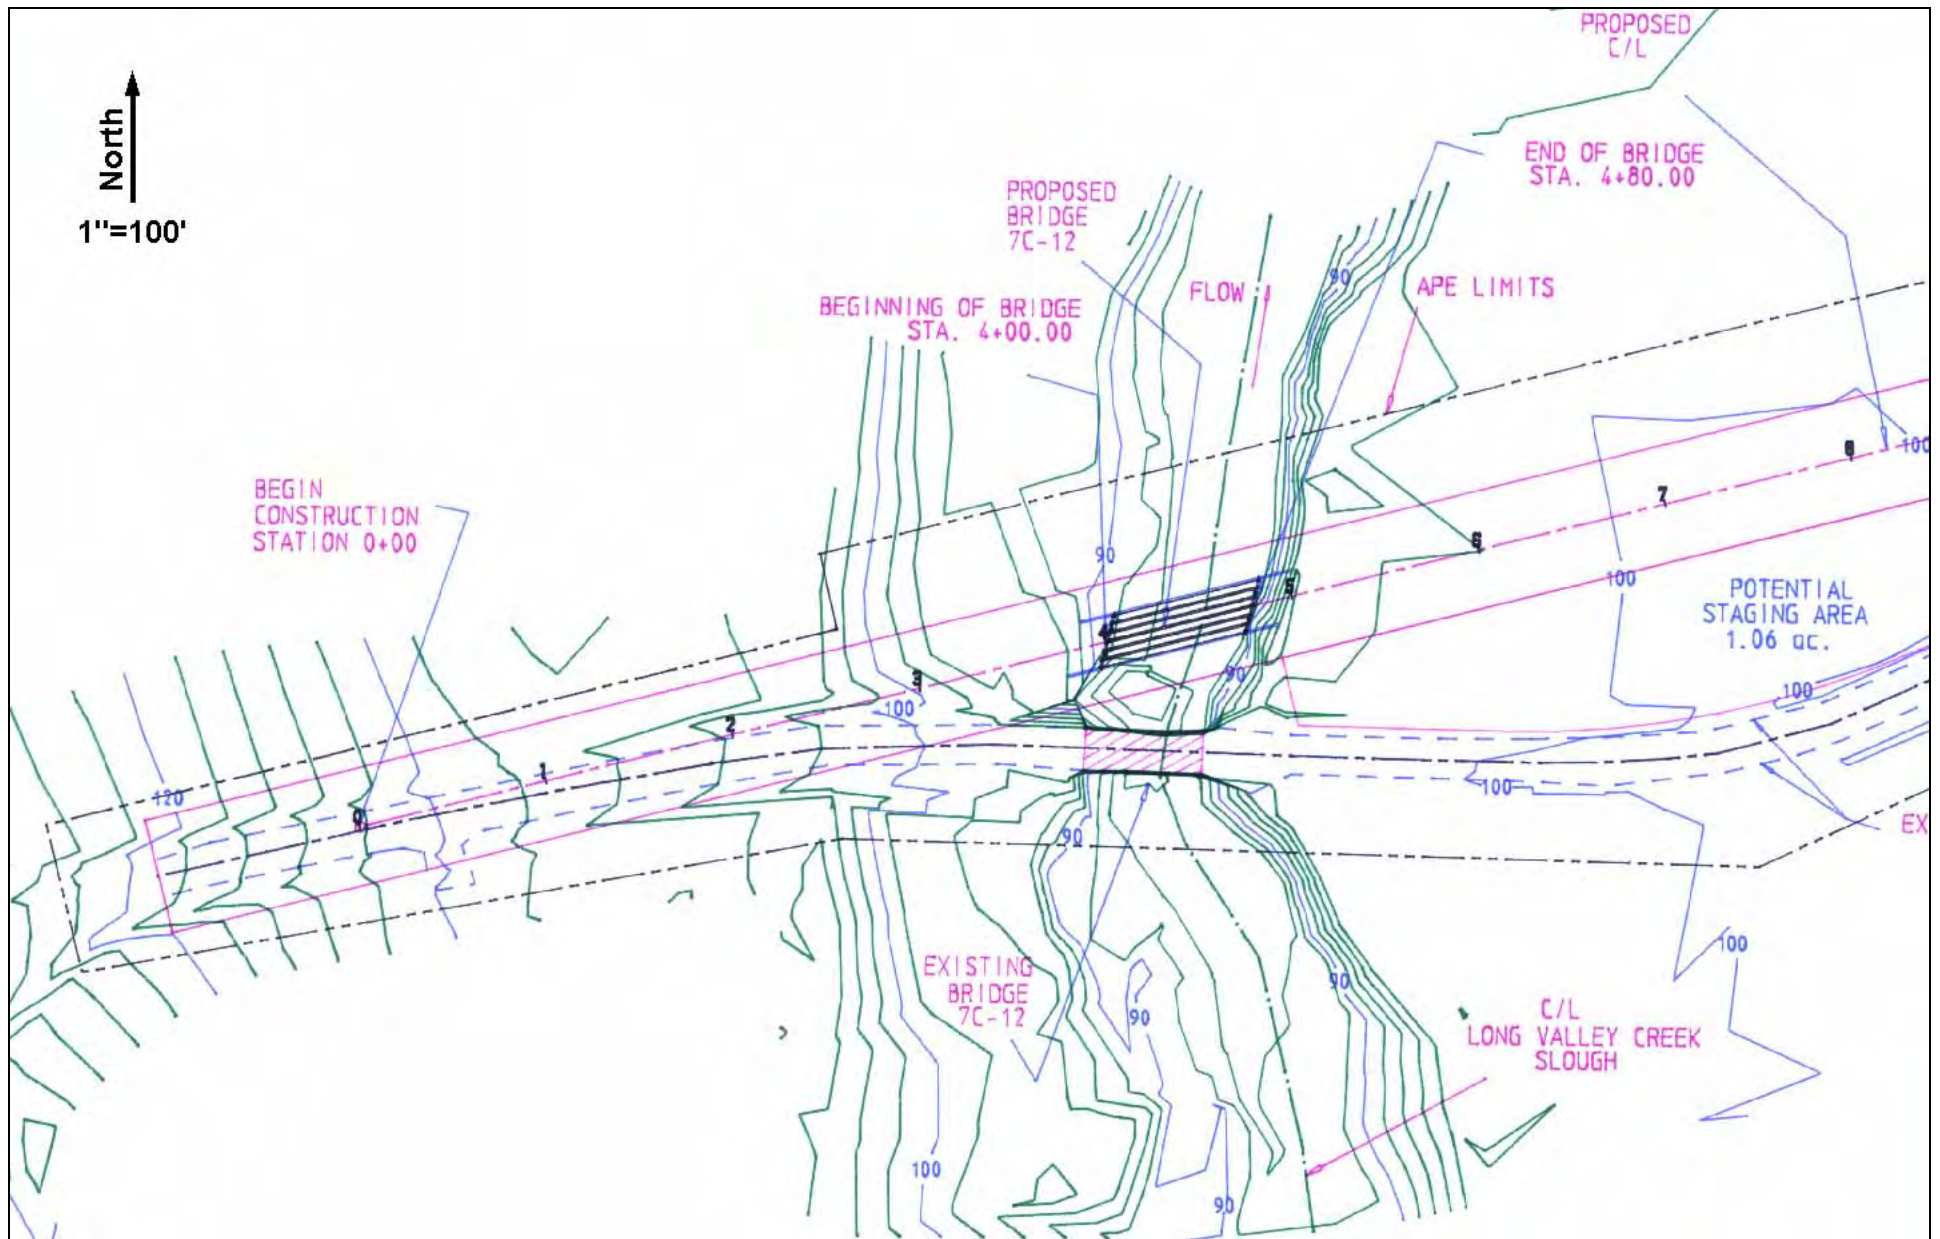 PROPOSED
C/L
North
1"=100'
END OF BRIDGE
STA. 4+80.00
PROPOSED
BRIDGE
7C-12
90
FLOW
APE LIMITS
BEGINNING OF BRIDGE
STA. 4+00.00
8
100
BEGIN
CONSTRUCTION
STATION 0+00
7
6
90
100
5
POTENTIAL
STAGING AREA
1.06 ac.
4
90
3
100
100
2
1
120
100
0
EX
90
100
EXISTING
BRIDGE
7C-12
90
90
C/L
LONG VALLEY CREEK
SLOUGH
100
90